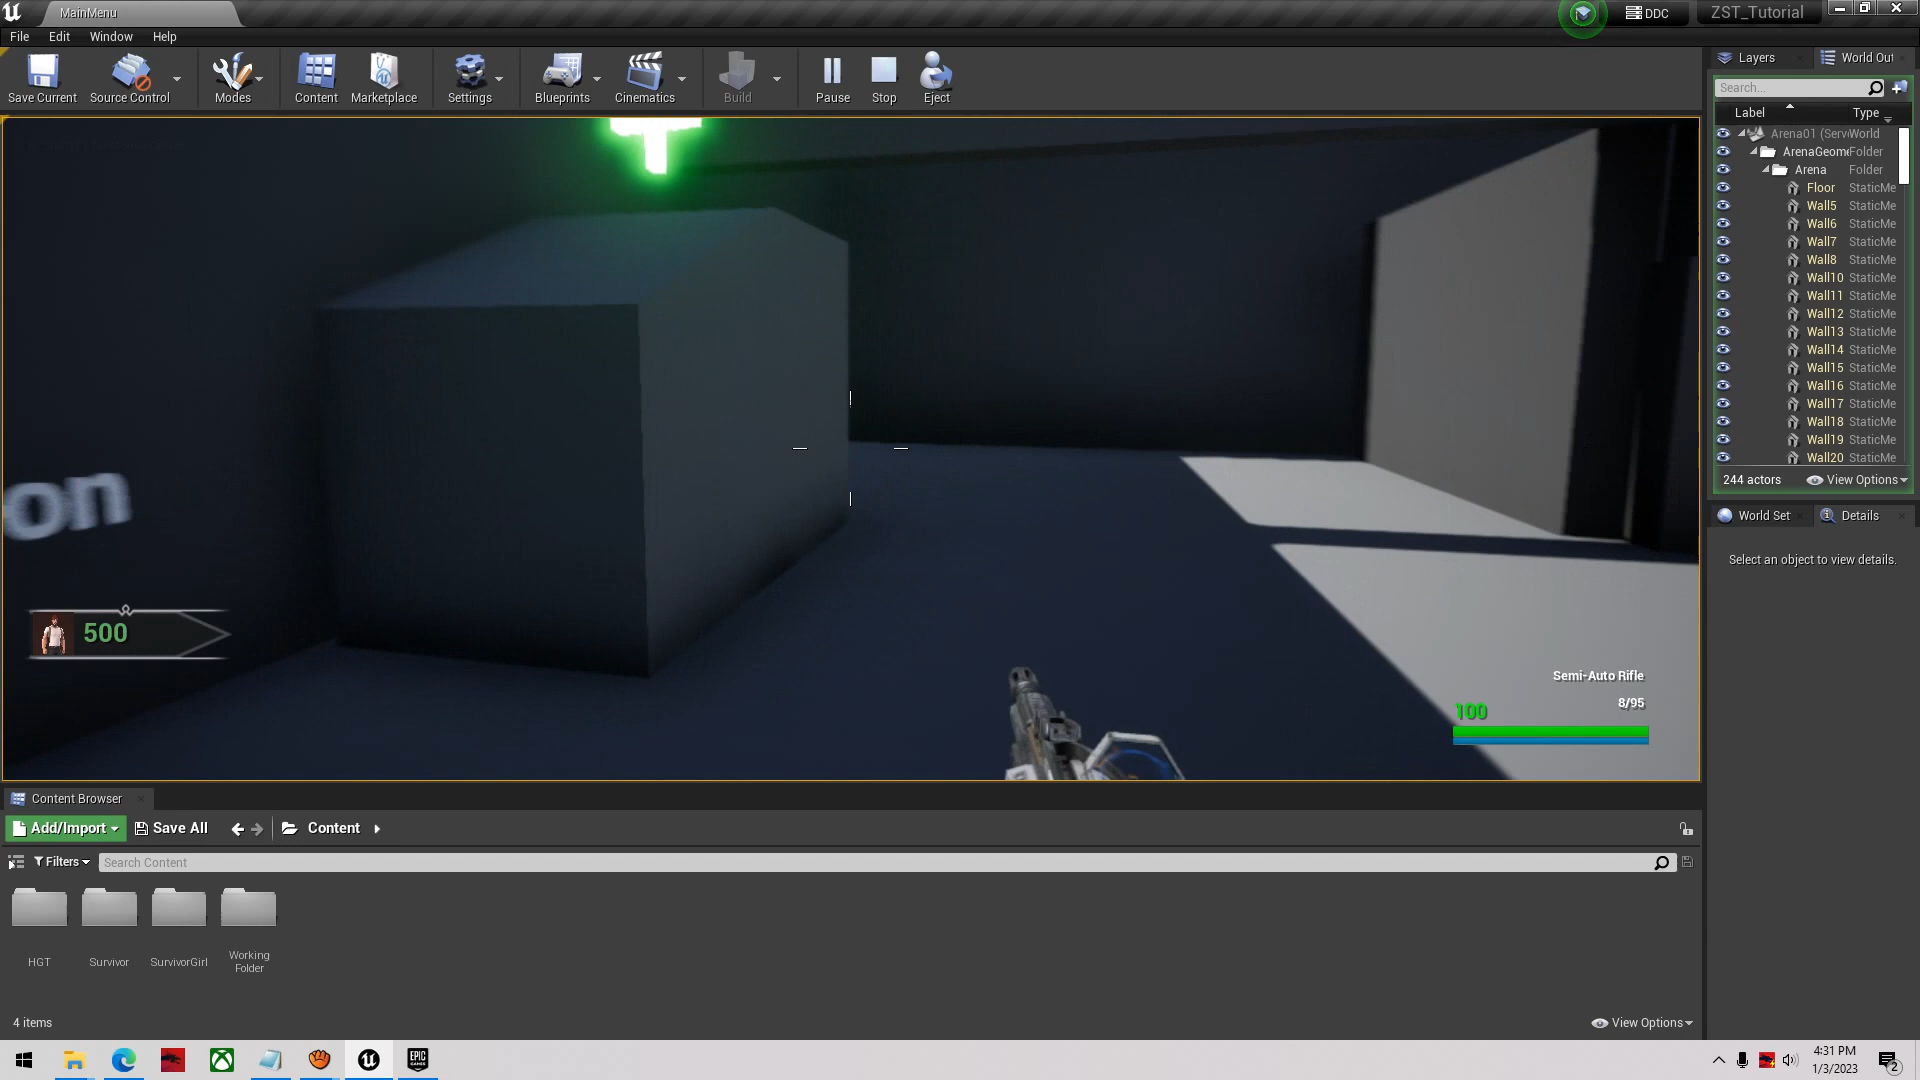 MainMenu
DDC
ZST_Tutorial
File Edit Window Help
Save Current
Source Control
Modes
Content
Marketplace
Settings
Blueprints
Cinematics
Build
Pause
Stop
Eject
Layers
World Out
Search...
Label Type
Arena01 (Serv World
ArenaGeome Folder
Arena Folder
Floor StaticMe
Wall5 StaticMe
Wall6 StaticMe
Wall7 StaticMe
Wall8 StaticMe
Wall10 StaticMe
Wall11 StaticMe
Wall12 StaticMe
Wall13 StaticMe
Wall14 StaticMe
Wall15 StaticMe
Wall16 StaticMe
Wall17 StaticMe
Wall18 StaticMe
Wall19 StaticMe
Wall20 StaticMe
244 actors View Options
World Set
Details
Select an object to view details.
on
500
Semi-Auto Rifle
8/95
100
Content Browser
Add/Import Save All Content
Filters Search Content
HGT
Survivor
SurvivorGirl
Working
Folder
4 items
View Options
EPIC
GAMES
4:31 PM
1/3/2023
2